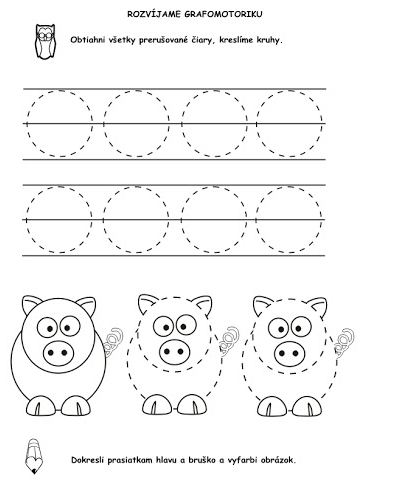 ROZVÍJAME GRAFOMOTORIKU
Obtiahni všetky prerušované čiary, kreslíme kruhy.
Dokresli prasiatkam hlavu a bruško a vyfarbi obrázok.